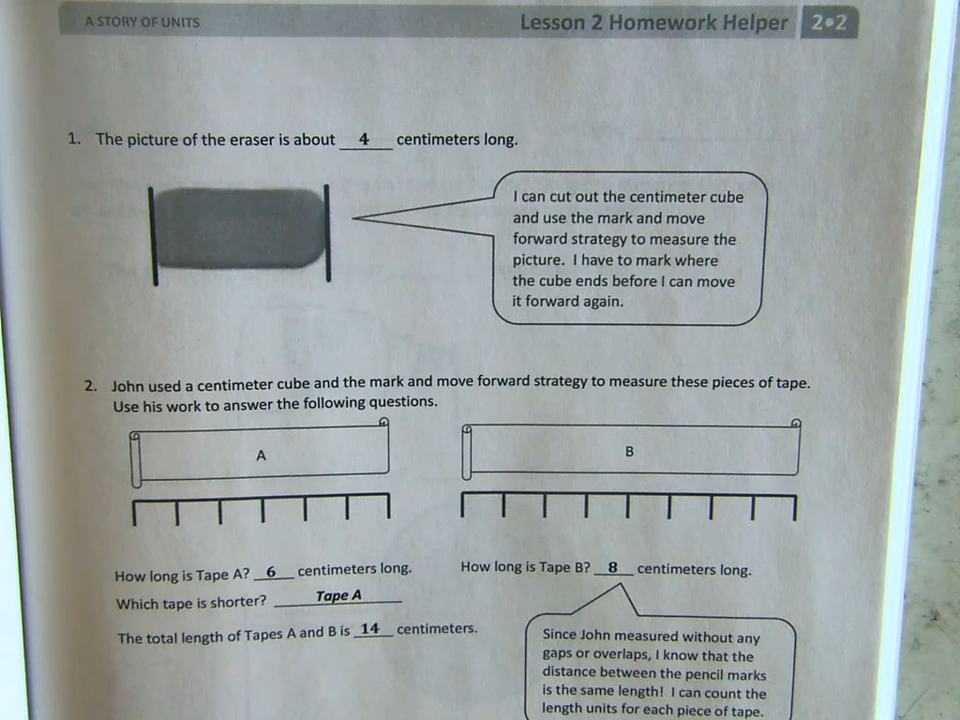 A STORY OF UNITS
Lesson 2 Homework Helper 2•2
1. The picture of the eraser is about 4 centimeters long.
I can cut out the centimeter cube
and use the mark and move
forward strategy to measure the
picture. I have to mark where
the cube ends before I can move
it forward again.
2. John used a centimeter cube and the mark and move forward strategy to measure these pieces of tape.
Use his work to answer the following questions.
A
B
How long is Tape A? 6 centimeters long.
How long is Tape B? 8 centimeters long.
Which tape is shorter? Tape A
The total length of Tapes A and B is 14 centimeters.
Since John measured without any
gaps or overlaps, I know that the
distance between the pencil marks
is the same length! I can count the
length units for each piece of tape.